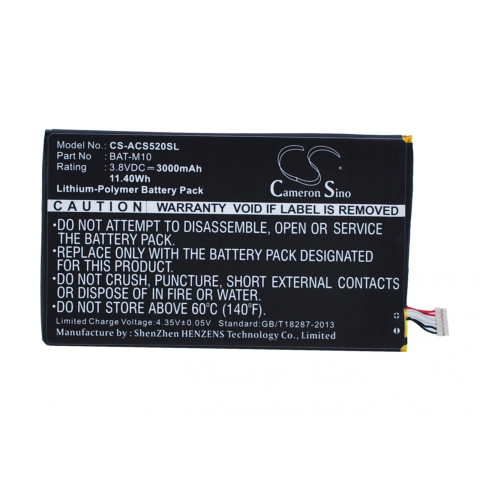 Model No.: CS-ACS520SL
Part No. : BAT-M10
Rating : 3.8VDC⎓3000mAh
11.40Wh
Lithium-Polymer Battery Pack
CS
Cameron Sino
CAUTION WARRANTY VOID IF LABEL IS REMOVED
•DO NOT ATTEMPT TO DISASSEMBLE, OPEN OR SERVICE
THE BATTERY PACK.
•REPLACE ONLY WITH THE BATTERY PACK DESIGNATED
FOR YOUR PRODUCT.
•DO NOT CRUSH, PUNCTURE, SHORT EXTERNAL CONTACTS
OR DISPOSE OF IN FIRE OR WATER.
•DO NOT EXPOSE ABOVE 60℃ (140℉).
Limited Charge Voltage:4.35V±0.05V Standard:GB/T18287-2013
Manufacture by : ShenZhen HENZENS Technology Co., Limited.